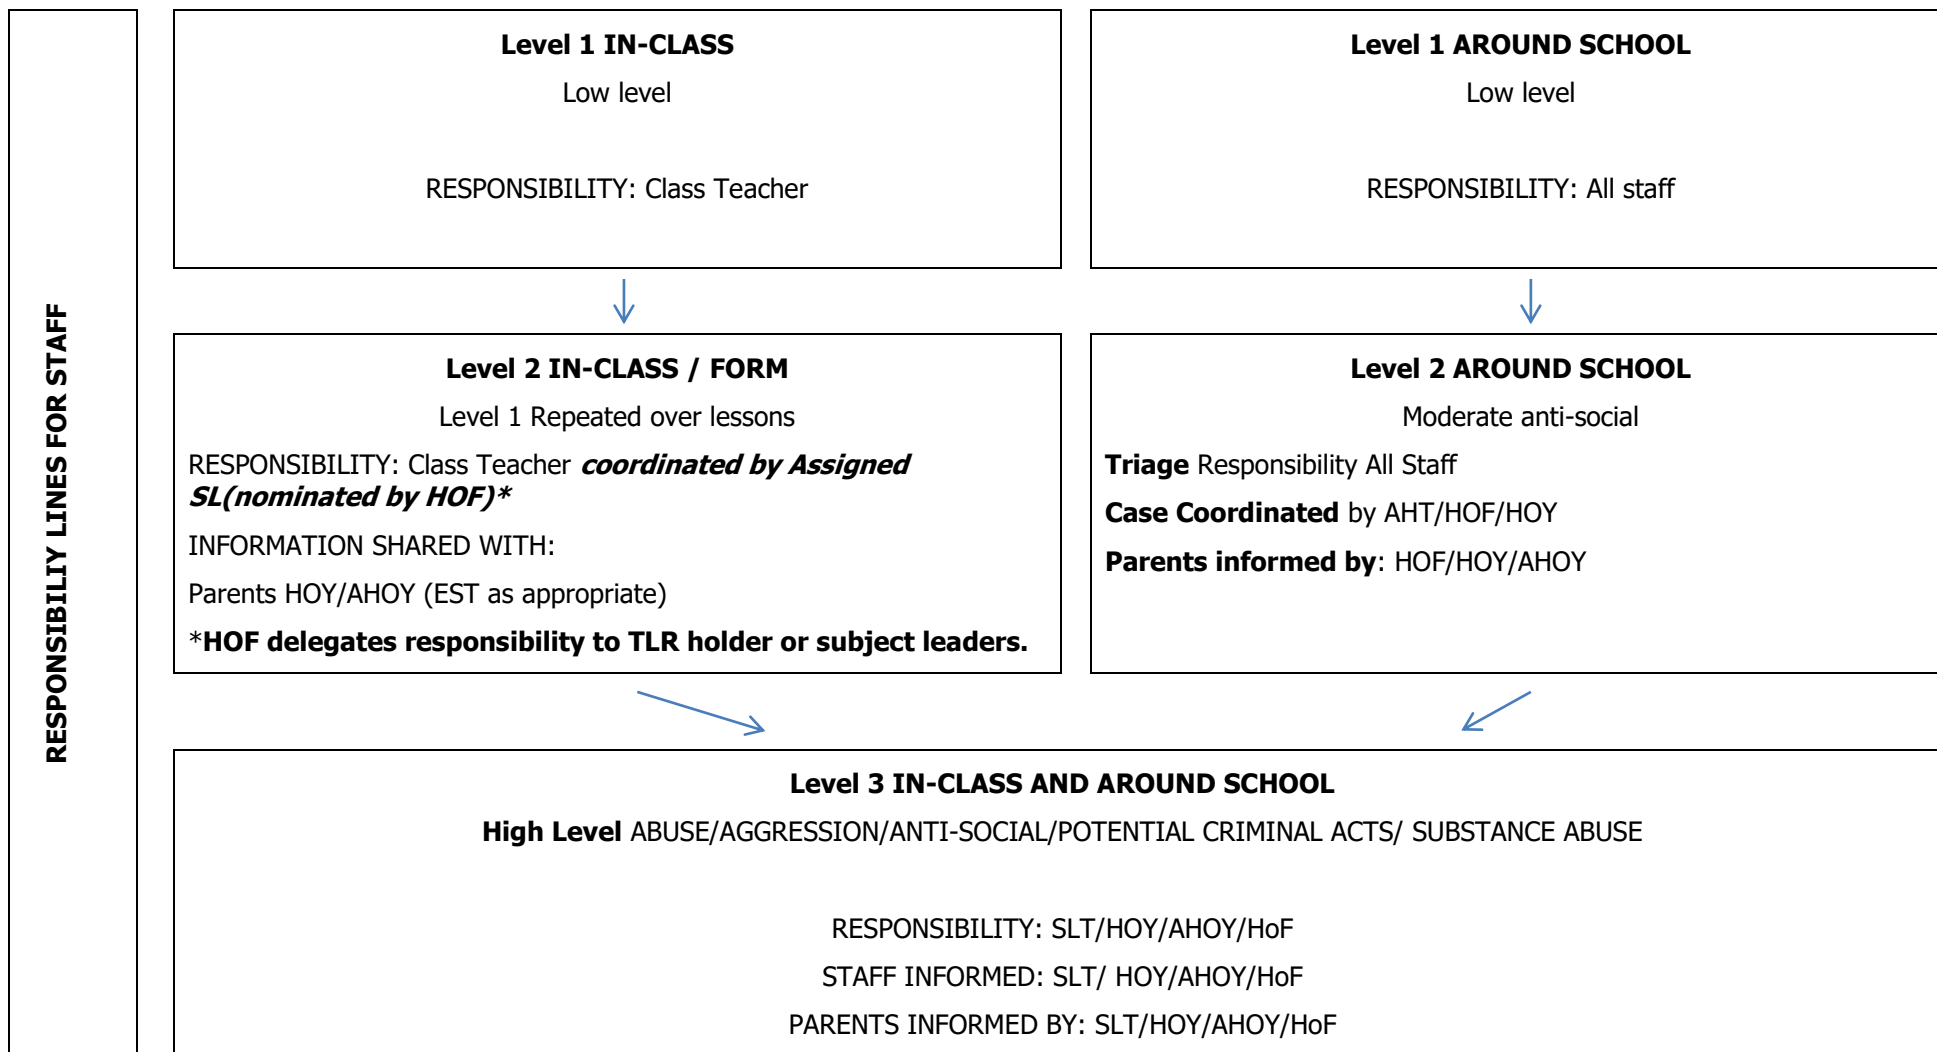 RESPONSIBILIY LINES FOR STAFF
Level 1 IN-CLASS
Low level
RESPONSIBILITY: Class Teacher
Level 1 AROUND SCHOOL
Low level
RESPONSIBILITY: All staff
Level 2 IN-CLASS / FORM
Level 1 Repeated over lessons
RESPONSIBILITY: Class Teacher coordinated by Assigned
SL(nominated by HOF)*
INFORMATION SHARED WITH:
Parents HOY/AHOY (EST as appropriate)
*HOF delegates responsibility to TLR holder or subject leaders.
Level 2 AROUND SCHOOL
Moderate anti-social
Triage Responsibility All Staff
Case Coordinated by AHT/HOF/HOY
Parents informed by: HOF/HOY/AHOY
Level 3 IN-CLASS AND AROUND SCHOOL
High Level ABUSE/AGGRESSION/ANTI-SOCIAL/POTENTIAL CRIMINAL ACTS/ SUBSTANCE ABUSE
RESPONSIBILITY: SLT/HOY/AHOY/HoF
STAFF INFORMED: SLT/ HOY/AHOY/HoF
PARENTS INFORMED BY: SLT/HOY/AHOY/HoF